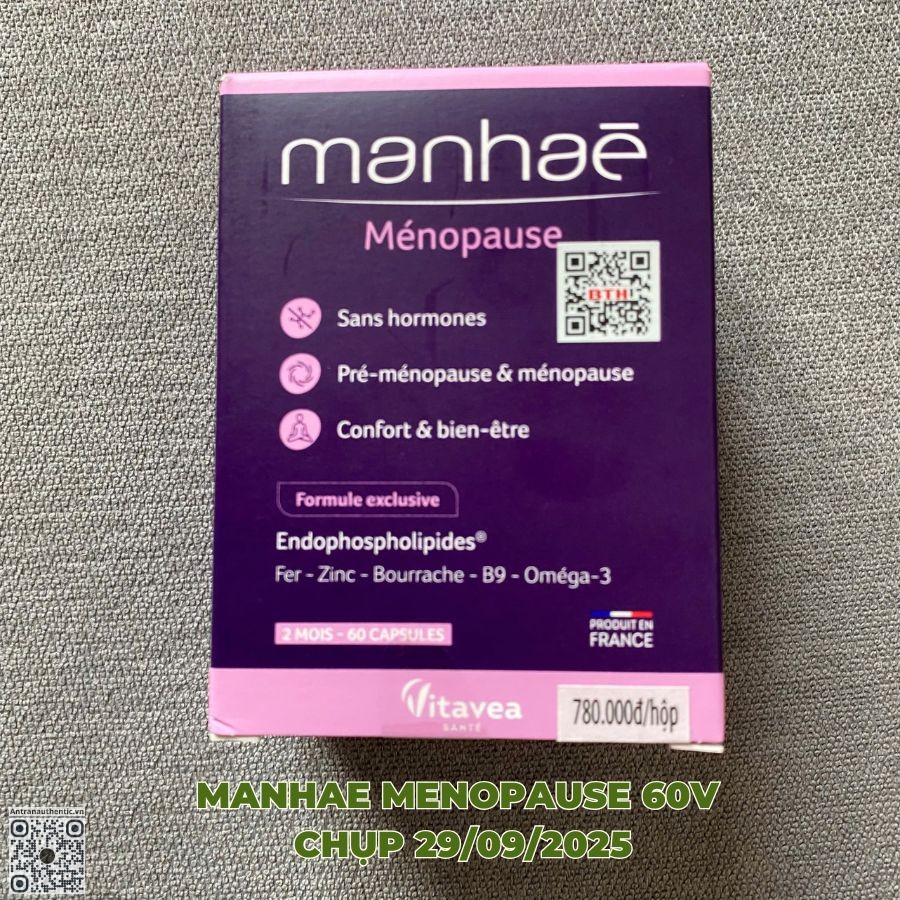 manhaē
Ménopause
BTH
Sans hormones
Pré-ménopause & ménopause
Confort & bien-être
Formule exclusive
Endophospholipides®
Fer - Zinc - Bourrache - B9 - Oméga-3
2 MOIS - 60 CAPSULES
PRODUIT EN
FRANCE
Vitavea
SANTÉ
780.000đ/hộp
MANHAE MENOPAUSE 60V
CHỤP 29/09/2025
Antranauthentic.vn